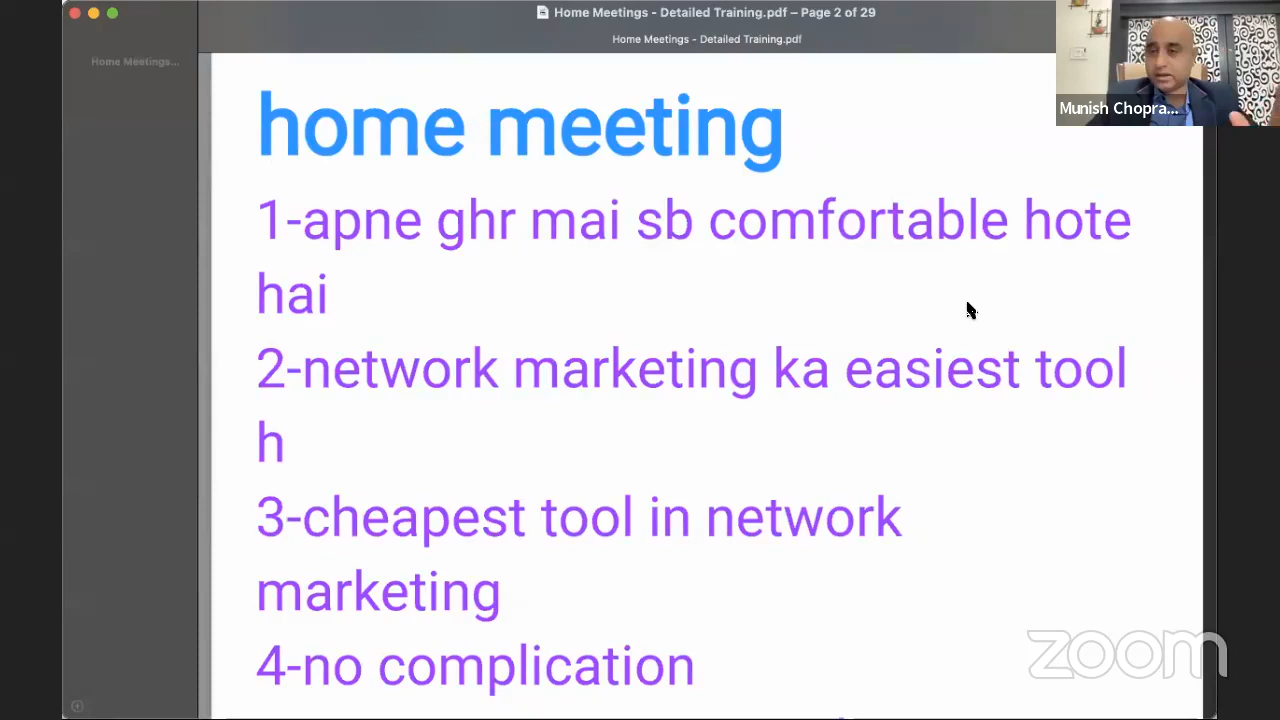 Home Meetings - Detailed Training.pdf – Page 2 of 29
Home Meetings - Detailed Training.pdf
Home Meetings...
Munish Chopra...
home meeting
1-apne ghr mai sb comfortable hote
hai
2-network marketing ka easiest tool
h
3-cheapest tool in network
marketing
4-no complication
zoom